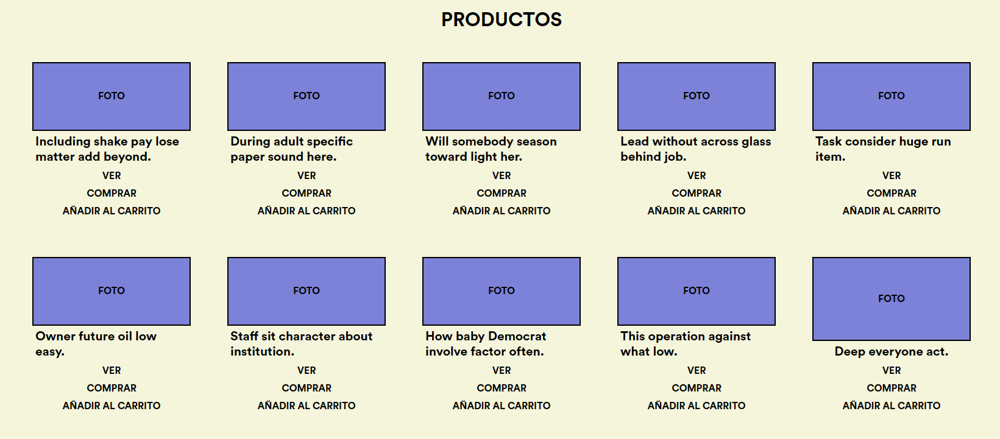 PRODUCTOS
FOTO
Including shake pay lose
matter add beyond.
VER
COMPRAR
AÑADIR AL CARRITO
FOTO
During adult specific
paper sound here.
VER
COMPRAR
AÑADIR AL CARRITO
FOTO
Will somebody season
toward light her.
VER
COMPRAR
AÑADIR AL CARRITO
FOTO
Lead without across glass
behind job.
VER
COMPRAR
AÑADIR AL CARRITO
FOTO
Task consider huge run
item.
VER
COMPRAR
AÑADIR AL CARRITO
FOTO
Owner future oil low
easy.
VER
COMPRAR
AÑADIR AL CARRITO
FOTO
Staff sit character about
institution.
VER
COMPRAR
AÑADIR AL CARRITO
FOTO
How baby Democrat
involve factor often.
VER
COMPRAR
AÑADIR AL CARRITO
FOTO
This operation against
what low.
VER
COMPRAR
AÑADIR AL CARRITO
FOTO
Deep everyone act.
VER
COMPRAR
AÑADIR AL CARRITO